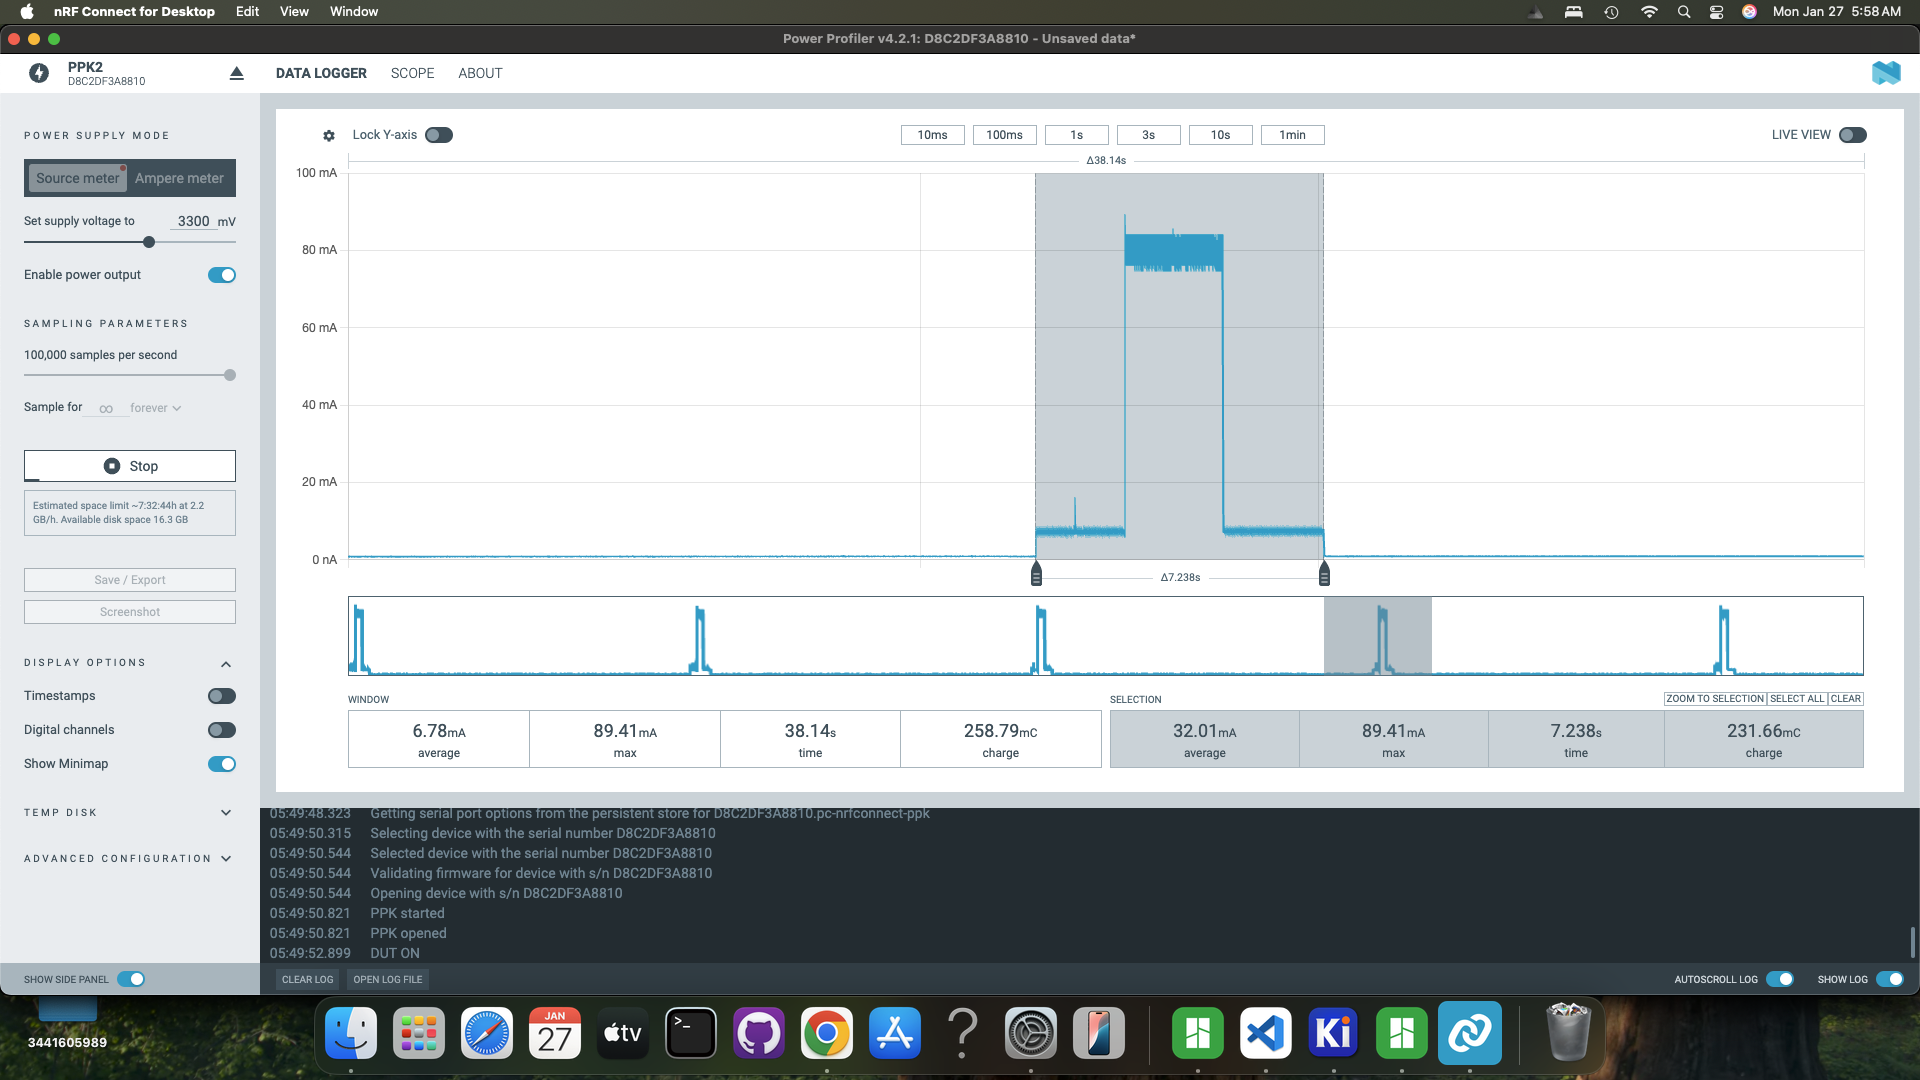 nRF Connect for Desktop Edit View Window Mon Jan 27 5:58 AM
Power Profiler v4.2.1: D8C2DF3A8810 - Unsaved data*
PPK2
D8C2DF3A8810
DATA LOGGER SCOPE ABOUT
POWER SUPPLY MODE
Source meter Ampere meter
Set supply voltage to 3300 mV
Enable power output
SAMPLING PARAMETERS
100,000 samples per second
Sample for ∞ forever
Stop
Estimated space limit ~7:32:44h at 2.2
GB/h. Available disk space 16.3 GB
Save / Export
Screenshot
DISPLAY OPTIONS
Timestamps
Digital channels
Show Minimap
TEMP DISK
ADVANCED CONFIGURATION
SHOW SIDE PANEL
Lock Y-axis 10ms 100ms 1s 3s 10s 1min LIVE VIEW
Δ38.14s
100 mA
80 mA
60 mA
40 mA
20 mA
0 nA
Δ7.238s
WINDOW
6.78mA 89.41mA 38.14s 258.79mC
average max time charge
SELECTION ZOOM TO SELECTION SELECT ALL CLEAR
32.01mA 89.41mA 7.238s 231.66mC
average max time charge
05:49:48.323 Getting serial port options from the persistent store for D8C2DF3A8810.pc-nrfconnect-ppk
05:49:50.315 Selecting device with the serial number D8C2DF3A8810
05:49:50.544 Selected device with the serial number D8C2DF3A8810
05:49:50.544 Validating firmware for device with s/n D8C2DF3A8810
05:49:50.544 Opening device with s/n D8C2DF3A8810
05:49:50.821 PPK started
05:49:50.821 PPK opened
05:49:52.899 DUT ON
CLEAR LOG OPEN LOG FILE AUTOSCROLL LOG SHOW LOG
3441605989
JAN
27
tv
>_
?
Ki